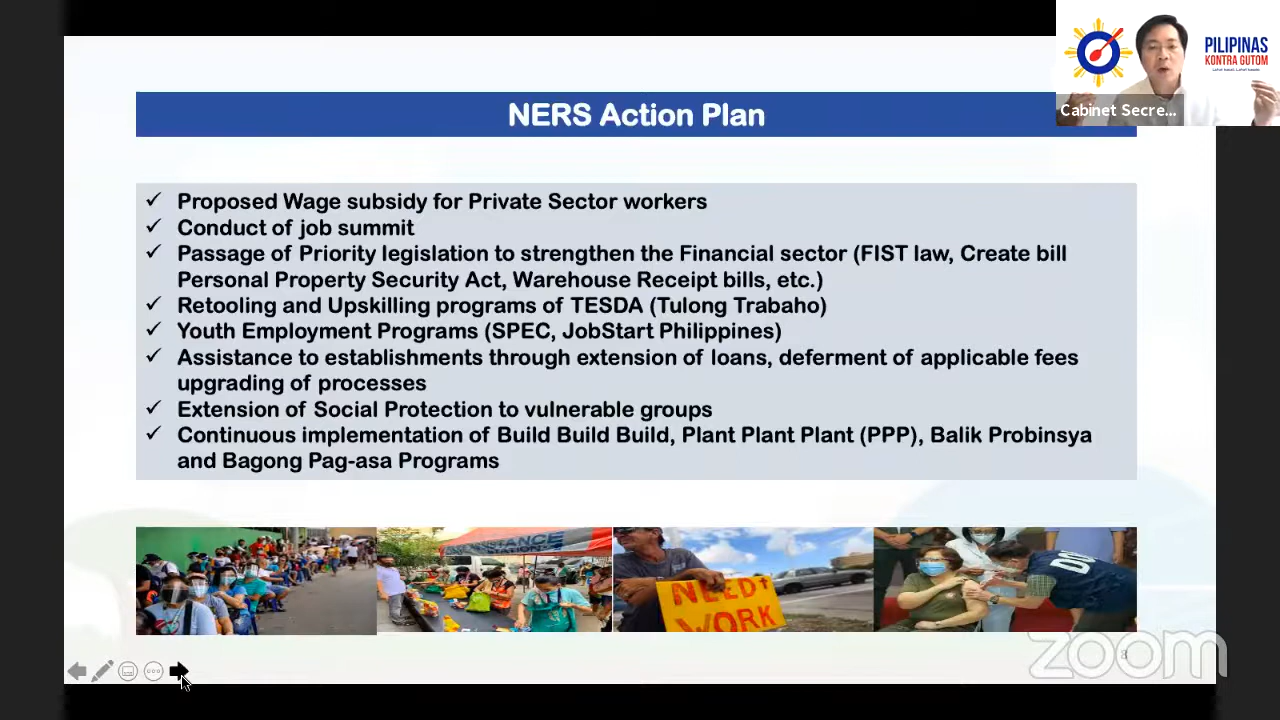 PILIPINAS
KONTRA GUTOM
Cabinet Secre...
NERS Action Plan
✓ Proposed Wage subsidy for Private Sector workers
✓ Conduct of job summit
✓ Passage of Priority legislation to strengthen the Financial sector (FIST law, Create bill
Personal Property Security Act, Warehouse Receipt bills, etc.)
✓ Retooling and Upskilling programs of TESDA (Tulong Trabaho)
✓ Youth Employment Programs (SPEC, JobStart Philippines)
✓ Assistance to establishments through extension of loans, deferment of applicable fees
upgrading of processes
✓ Extension of Social Protection to vulnerable groups
✓ Continuous implementation of Build Build Build, Plant Plant Plant (PPP), Balik Probinsya
and Bagong Pag-asa Programs
NEED
WORK
zoom